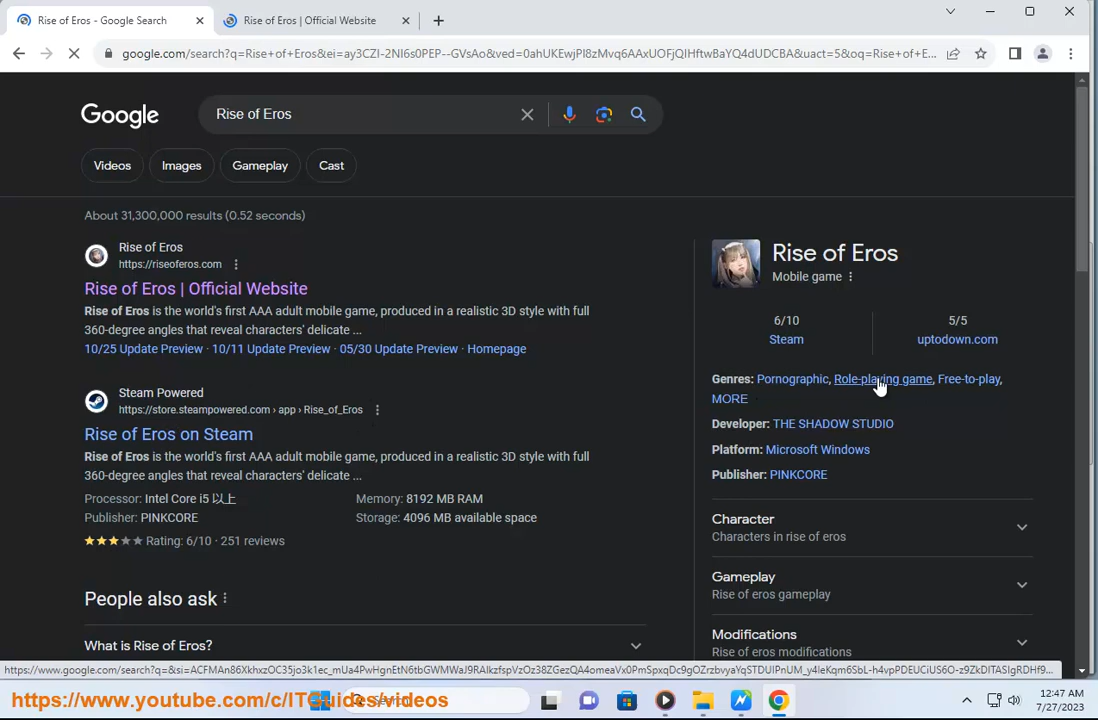 Rise of Eros - Google Search
Rise of Eros | Official Website
google.com/search?q=Rise+of+Eros&ei=ay3CZI-2NI6s0PEP--GVsAo&ved=0ahUKEwjPl8zMvq6AAxUOFjQIHftwBaYQ4dUDCBA&uact=5&oq=Rise+of+E...
Google
Rise of Eros
Videos
Images
Gameplay
Cast
About 31,300,000 results (0.52 seconds)
Rise of Eros
https://riseoferos.com
Rise of Eros | Official Website
Rise of Eros is the world's first AAA adult mobile game, produced in a realistic 3D style with full
360-degree angles that reveal characters' delicate ...
10/25 Update Preview · 10/11 Update Preview · 05/30 Update Preview · Homepage
Steam Powered
https://store.steampowered.com › app › Rise_of_Eros
Rise of Eros on Steam
Rise of Eros is the world's first AAA adult mobile game, produced in a realistic 3D style with full
360-degree angles that reveal characters' delicate ...
Processor: Intel Core i5 以上
Memory: 8192 MB RAM
Publisher: PINKCORE
Storage: 4096 MB available space
Rating: 6/10 · 251 reviews
People also ask
What is Rise of Eros?
Rise of Eros
Mobile game
6/10
Steam
5/5
uptodown.com
Genres: Pornographic, Role-playing game, Free-to-play,
MORE
Developer: THE SHADOW STUDIO
Platform: Microsoft Windows
Publisher: PINKCORE
Character
Characters in rise of eros
Gameplay
Rise of eros gameplay
Modifications
Rise of eros modifications
https://www.youtube.com/c/ITGuides/videos
12:47 AM
7/27/2023